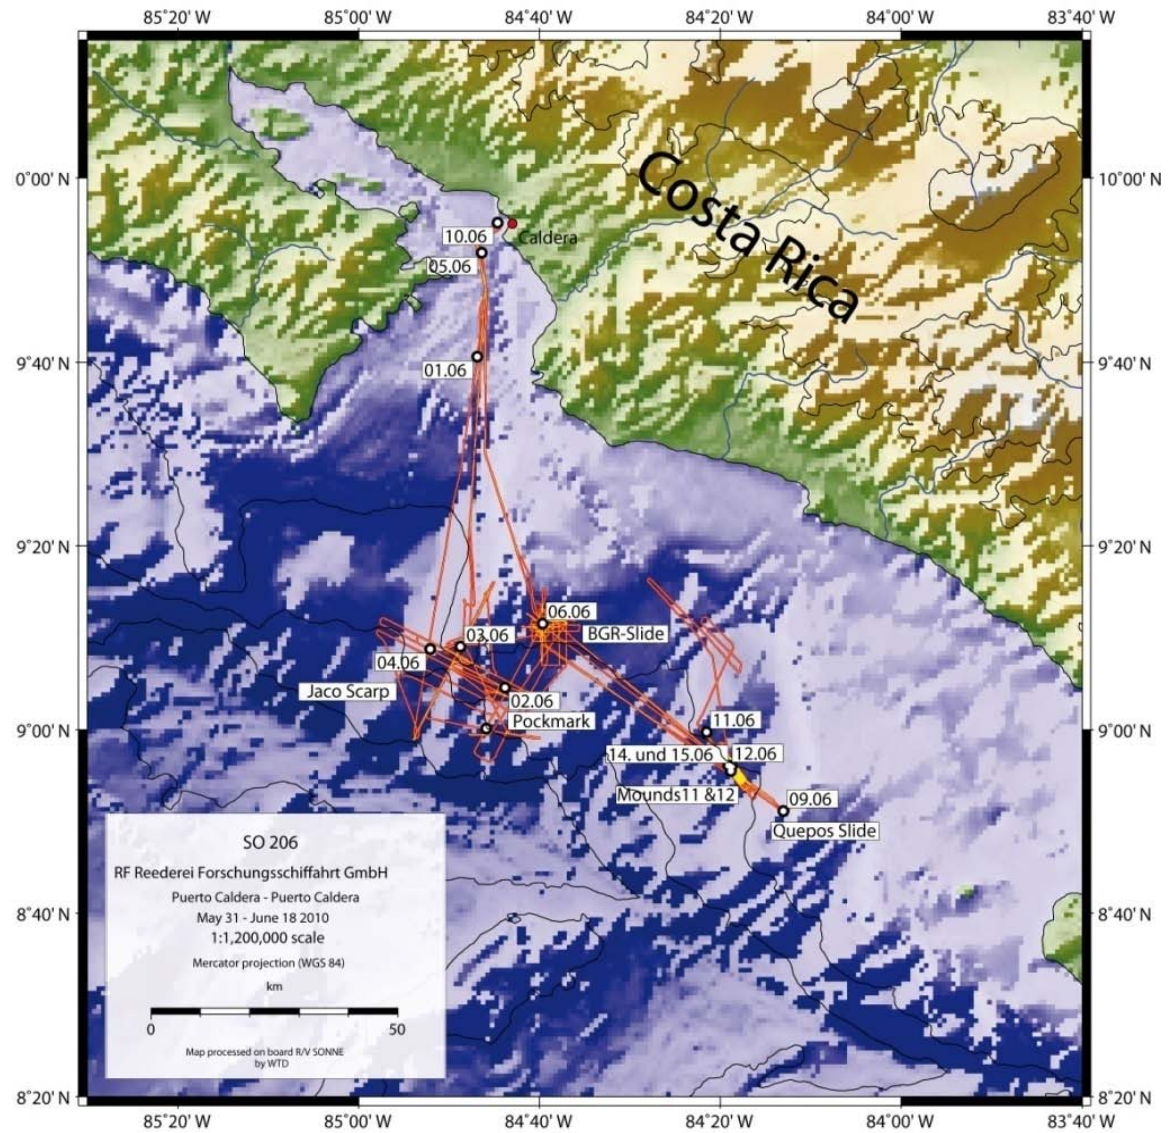 85°20' W
85°00' W
84°40' W
84°20' W
84°00' W
83°40' W
0°00' N
10°00' N
Costa Rica
10.06
Caldera
05.06
9°40' N
9°40' N
01.06
9°20' N
9°20' N
06.06
03.06
BGR-Slide
04.06
Jaco Scarp
02.06
Pockmark
11.06
9°00' N
9°00' N
14. und 15.06
12.06
Mounds11 &12
09.06
Quepos Slide
SO 206
RF Reederei Forschungsschiffahrt GmbH
Puerto Caldera - Puerto Caldera
May 31 - June 18 2010
1:1,200,000 scale
Mercator projection (WGS 84)
km
0
50
Map processed on board R/V SONNE
by WTD
8°40' N
8°40' N
8°20' N
8°20' N
85°20' W
85°00' W
84°40' W
84°20' W
84°00' W
83°40' W